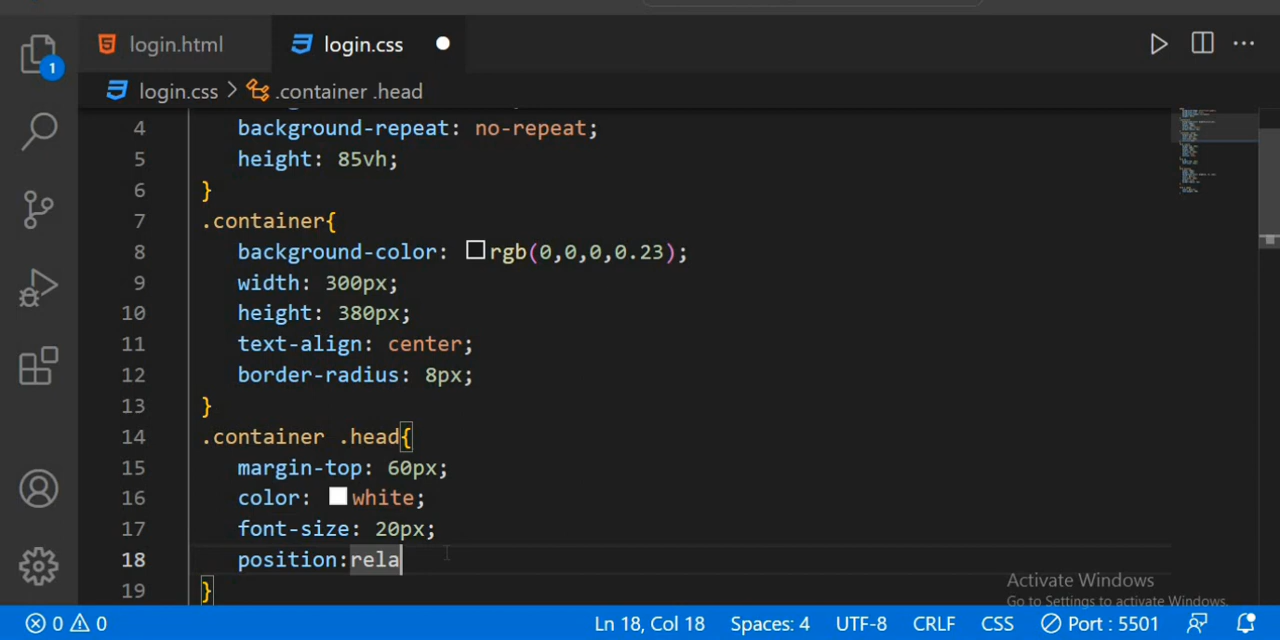 login.html
login.css
1
login.css > .container .head
4 background-repeat: no-repeat;
5 height: 85vh;
6 }
7 .container{
8 background-color: rgb(0,0,0,0.23);
9 width: 300px;
10 height: 380px;
11 text-align: center;
12 border-radius: 8px;
13 }
14 .container .head{
15 margin-top: 60px;
16 color: white;
17 font-size: 20px;
18 position:rela
19 }
Activate Windows
Go to Settings to activate Windows.
0 0 Ln 18, Col 18 Spaces: 4 UTF-8 CRLF CSS Port : 5501